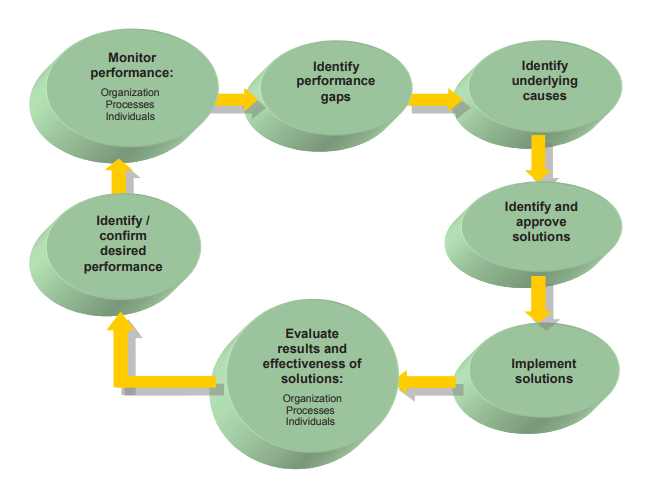 Monitor
performance:
Organization
Processes
Individuals
Identify
performance
gaps
Identify
underlying
causes
Identify and
approve
solutions
Implement
solutions
Evaluate
results and
effectiveness of
solutions:
Organization
Processes
Individuals
Identify /
confirm
desired
performance